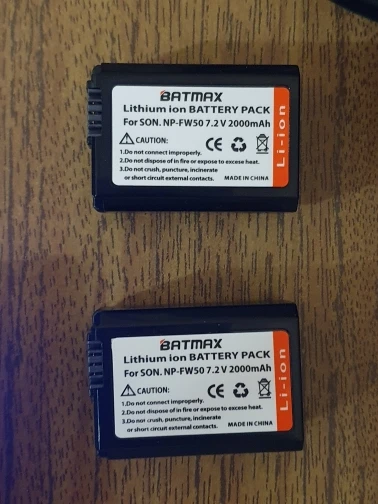 BATMAX
Lithium ion BATTERY PACK
For SON. NP-FW50 7.2 V 2000mAh
CAUTION:
1.Do not connect improperly.
2.Do not dispose of in fire or expose to excess heat.
3.Do not crush, puncture, incinerate
or short circuit external contacts.
MADE IN CHINA
Li-ion
BATMAX
Lithium ion BATTERY PACK
For SON. NP-FW50 7.2 V 2000mAh
CAUTION:
1.Do not connect improperly.
2.Do not dispose of in fire or expose to excess heat.
3.Do not crush, puncture, incinerate
or short circuit external contacts.
MADE IN CHINA
Li-ion